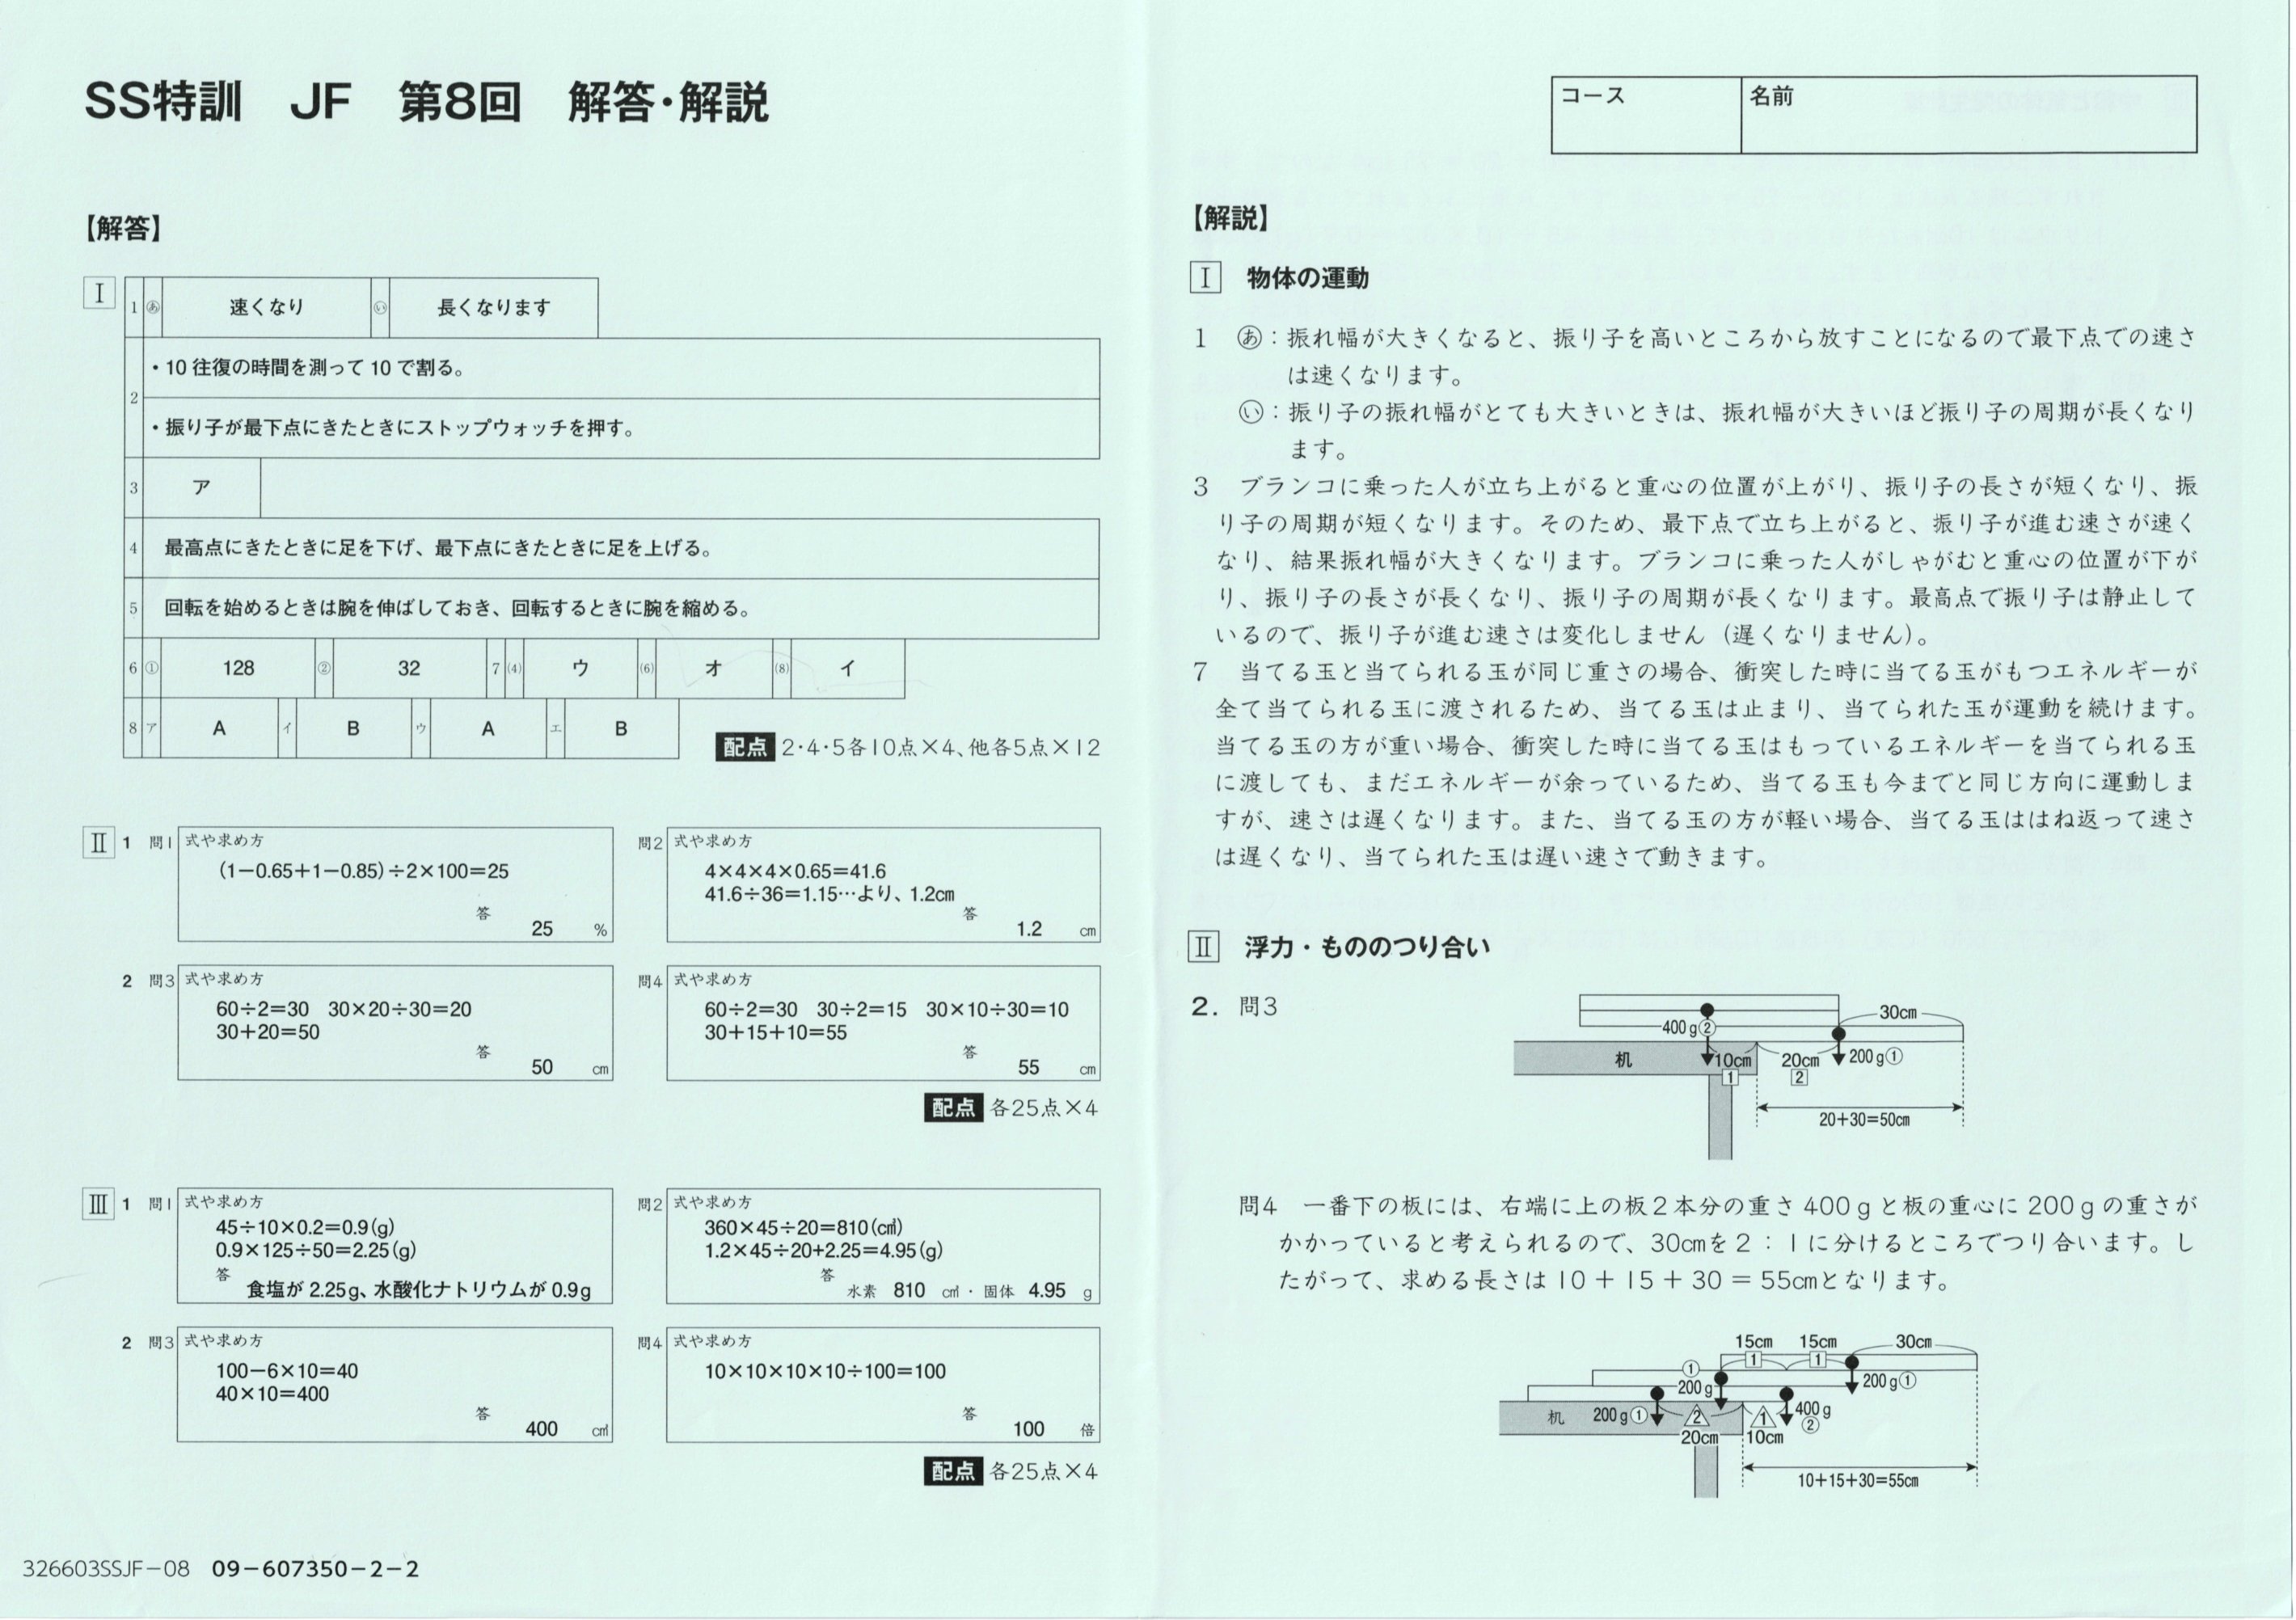 SS特訓　JF　第8回　解答・解説
コース
名前
【解答】
Ⅰ
1 あ 速くなり い 長くなります
2 ・10 往復の時間を測って 10 で割る。
・振り子が最下点にきたときにストップウォッチを押す。
3 ア
4 最高点にきたときに足を下げ、最下点にきたときに足を上げる。
5 回転を始めるときは腕を伸ばしておき、回転するときに腕を縮める。
6 ① 128 ② 32 7 (4) ウ (6) オ (8) イ
8 ア A イ B ウ A エ B
配点 2・4・5各10点×4、他各5点×12
Ⅱ 1 問1 式や求め方
(1−0.65+1−0.85)÷2×100=25
答 25 %
問2 式や求め方
4×4×4×0.65=41.6
41.6÷36=1.15…より、1.2cm
答 1.2 cm
2 問3 式や求め方
60÷2=30　30×20÷30=20
30+20=50
答 50 cm
問4 式や求め方
60÷2=30　30÷2=15　30×10÷30=10
30+15+10=55
答 55 cm
配点 各25点×4
Ⅲ 1 問1 式や求め方
45÷10×0.2=0.9(g)
0.9×125÷50=2.25(g)
答 食塩が 2.25g、水酸化ナトリウムが 0.9g
問2 式や求め方
360×45÷20=810(cm³)
1.2×45÷20+2.25=4.95(g)
答 水素 810 cm³・固体 4.95 g
2 問3 式や求め方
100−6×10=40
40×10=400
答 400 cm³
問4 式や求め方
10×10×10×10÷100=100
答 100 倍
配点 各25点×4
326603SSJF−08 09−607350−2−2
【解説】
Ⅰ 物体の運動
1 あ：振れ幅が大きくなると、振り子を高いところから放すことになるので最下点での速さ
は速くなります。
い：振り子の振れ幅がとても大きいときは、振れ幅が大きいほど振り子の周期が長くなり
ます。
3 ブランコに乗った人が立ち上がると重心の位置が上がり、振り子の長さが短くなり、振
り子の周期が短くなります。そのため、最下点で立ち上がると、振り子が進む速さが速く
なり、結果振れ幅が大きくなります。ブランコに乗った人がしゃがむと重心の位置が下が
り、振り子の長さが長くなり、振り子の周期が長くなります。最高点で振り子は静止して
いるので、振り子が進む速さは変化しません（遅くなりません）。
7 当てる玉と当てられる玉が同じ重さの場合、衝突した時に当てる玉がもつエネルギーが
全て当てられる玉に渡されるため、当てる玉は止まり、当てられた玉が運動を続けます。
当てる玉の方が重い場合、衝突した時に当てる玉はもっているエネルギーを当てられる玉
に渡しても、まだエネルギーが余っているため、当てる玉も今までと同じ方向に運動しま
すが、速さは遅くなります。また、当てる玉の方が軽い場合、当てる玉ははね返って速さ
は遅くなり、当てられた玉は遅い速さで動きます。
Ⅱ 浮力・もののつり合い
2. 問3
30cm
400g②
机 10cm 20cm 200g①
1 2
20+30=50cm
問4　一番下の板には、右端に上の板2本分の重さ 400g と板の重心に 200g の重さが
かかっていると考えられるので、30cmを 2：1に分けるところでつり合います。し
たがって、求める長さは 10 + 15 + 30 = 55cmとなります。
15cm 15cm 30cm
① 1 1
200g 200g①
机 200g① 2 1 400g
②
20cm 10cm
10+15+30=55cm